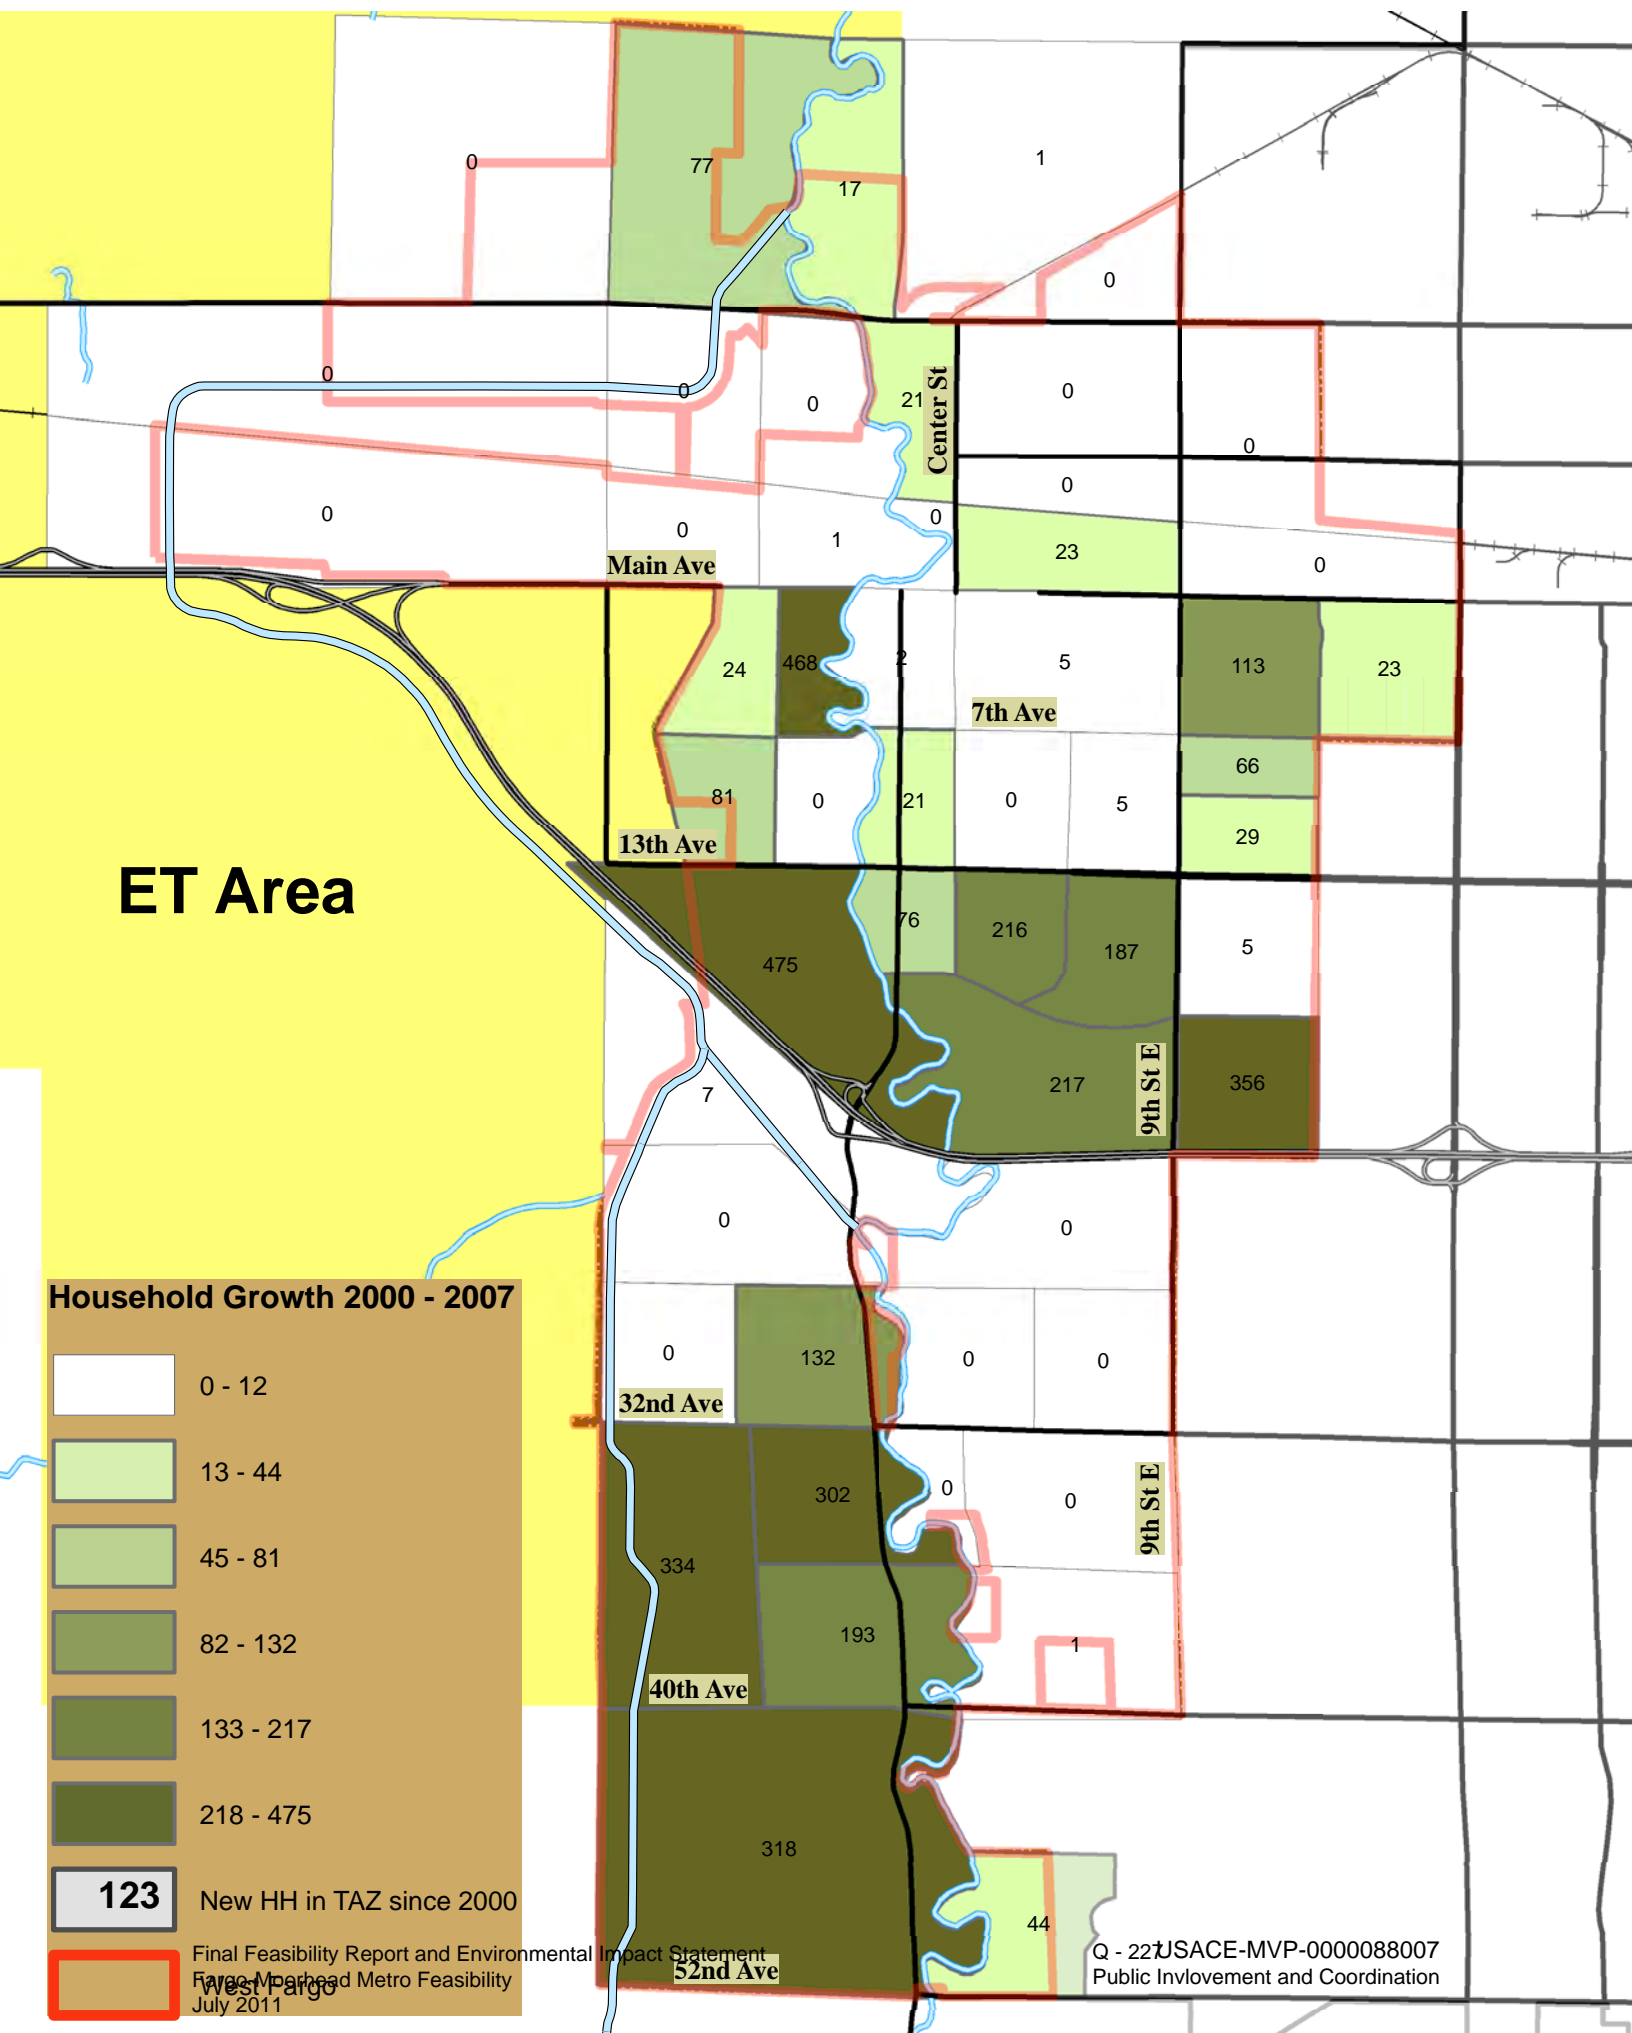 0
77
17
1
0
0
0
0
21
Center St
0
0
0
0
0
1
0
23
0
Main Ave
24
468
2
5
113
23
7th Ave
66
81
0
21
0
5
29
13th Ave
ET Area
475
76
216
187
5
217
9th St E
356
7
0
0
Household Growth 2000 - 2007
0
132
0
0
0 - 12
32nd Ave
13 - 44
302
0
0
9th St E
45 - 81
334
193
1
82 - 132
40th Ave
133 - 217
218 - 475
318
123
New HH in TAZ since 2000
44
Final Feasibility Report and Environmental Impact Statement
Fargo-Moorhead Metro Feasibility
West Fargo
July 2011
52nd Ave
Q - 227
USACE-MVP-0000088007
Public Invlovement and Coordination